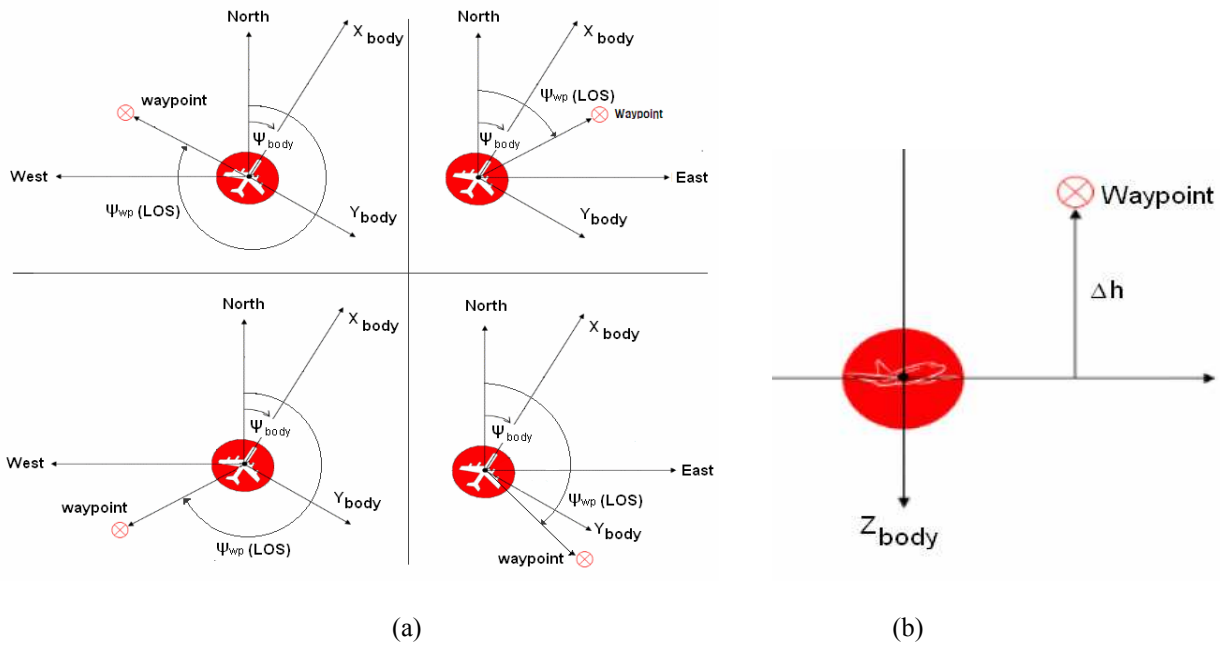 North
X body
waypoint
Ψ body
West
Ψwp (LOS)
Y body
North
X body
Ψwp (LOS)
Waypoint
Ψ body
East
Y body
North
X body
Ψ body
West
waypoint
Y body
Ψwp (LOS)
North
X body
Ψ body
East
Ψwp (LOS)
Y body
waypoint
(a)
Waypoint
Δh
Z body
(b)